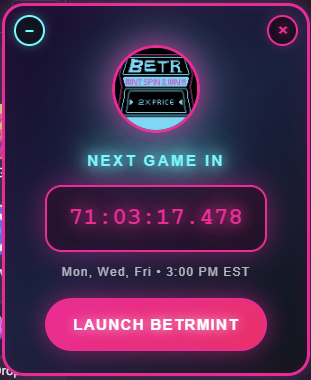 BETR
MINT SPIN & WIN
2X PRICE
NEXT GAME IN
71:03:17.478
Mon, Wed, Fri • 3:00 PM EST
LAUNCH BETRMINT